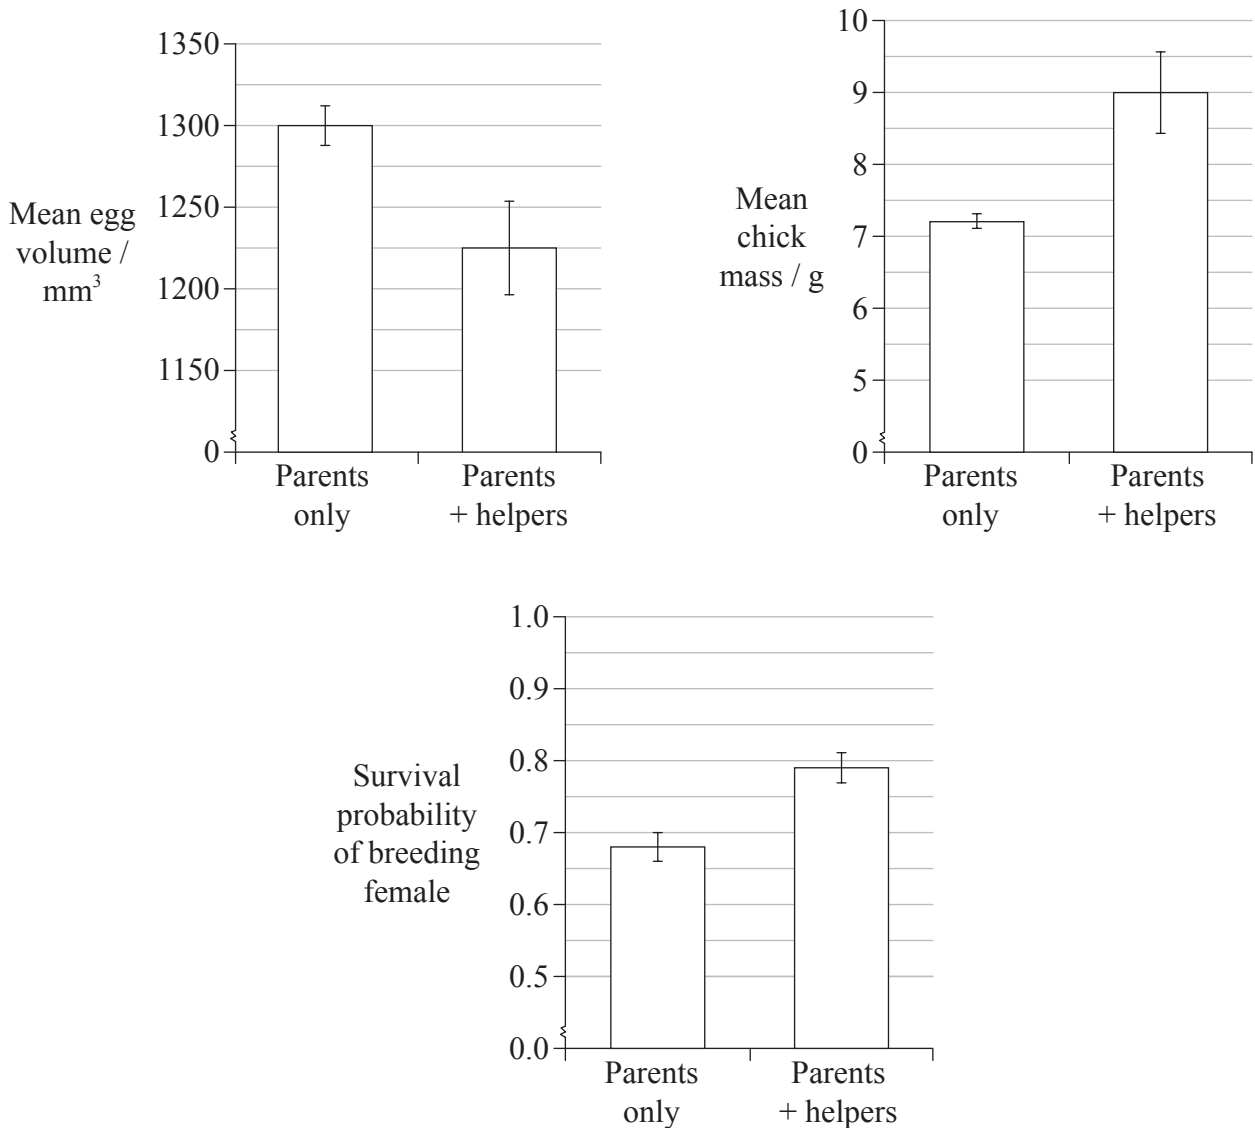 1350
1300
1250
1200
1150
0
Mean egg
volume /
mm³
Parents
only
Parents
+ helpers
10
9
8
7
6
5
0
Mean
chick
mass / g
Parents
only
Parents
+ helpers
1.0
0.9
0.8
0.7
0.6
0.5
0.0
Survival
probability
of breeding
female
Parents
only
Parents
+ helpers